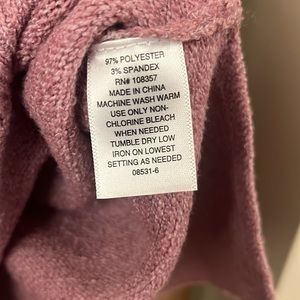 97% POLYESTER
3% SPANDEX
RN# 108357
MADE IN CHINA
MACHINE WASH WARM
USE ONLY NON-
CHLORINE BLEACH
WHEN NEEDED
TUMBLE DRY LOW
IRON ON LOWEST
SETTING AS NEEDED
08531-6